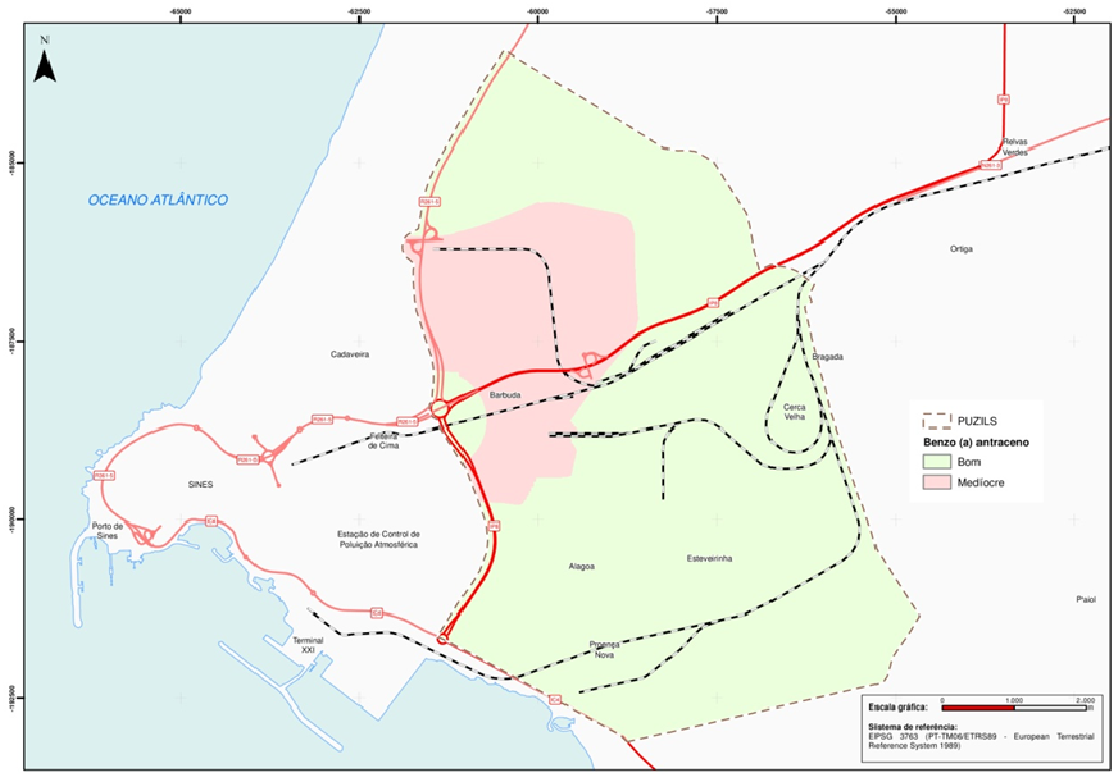 -65000
-62500
-60000
-57500
-55000
-52500
N
OCEANO ATLÂNTICO
Relvas
Verdes
Ortiga
Cadaveira
Bragada
Barbuda
Cerca
Velha
Feiteira
de Cima
SINES
Porto de
Sines
Estação de Control de
Poluição Atmosférica
Alagoa
Esteveirinha
Paiol
Terminal
XXI
Provença
Nova
PUZILS
Benzo (a) antraceno
Bom
Medíocre
-187500
Escala gráfica:
0
1.000
2.000
m
Sistema de referência:
EPSG 3763 (PT-TM06/ETRS89 - European Terrestrial
Reference System 1989)